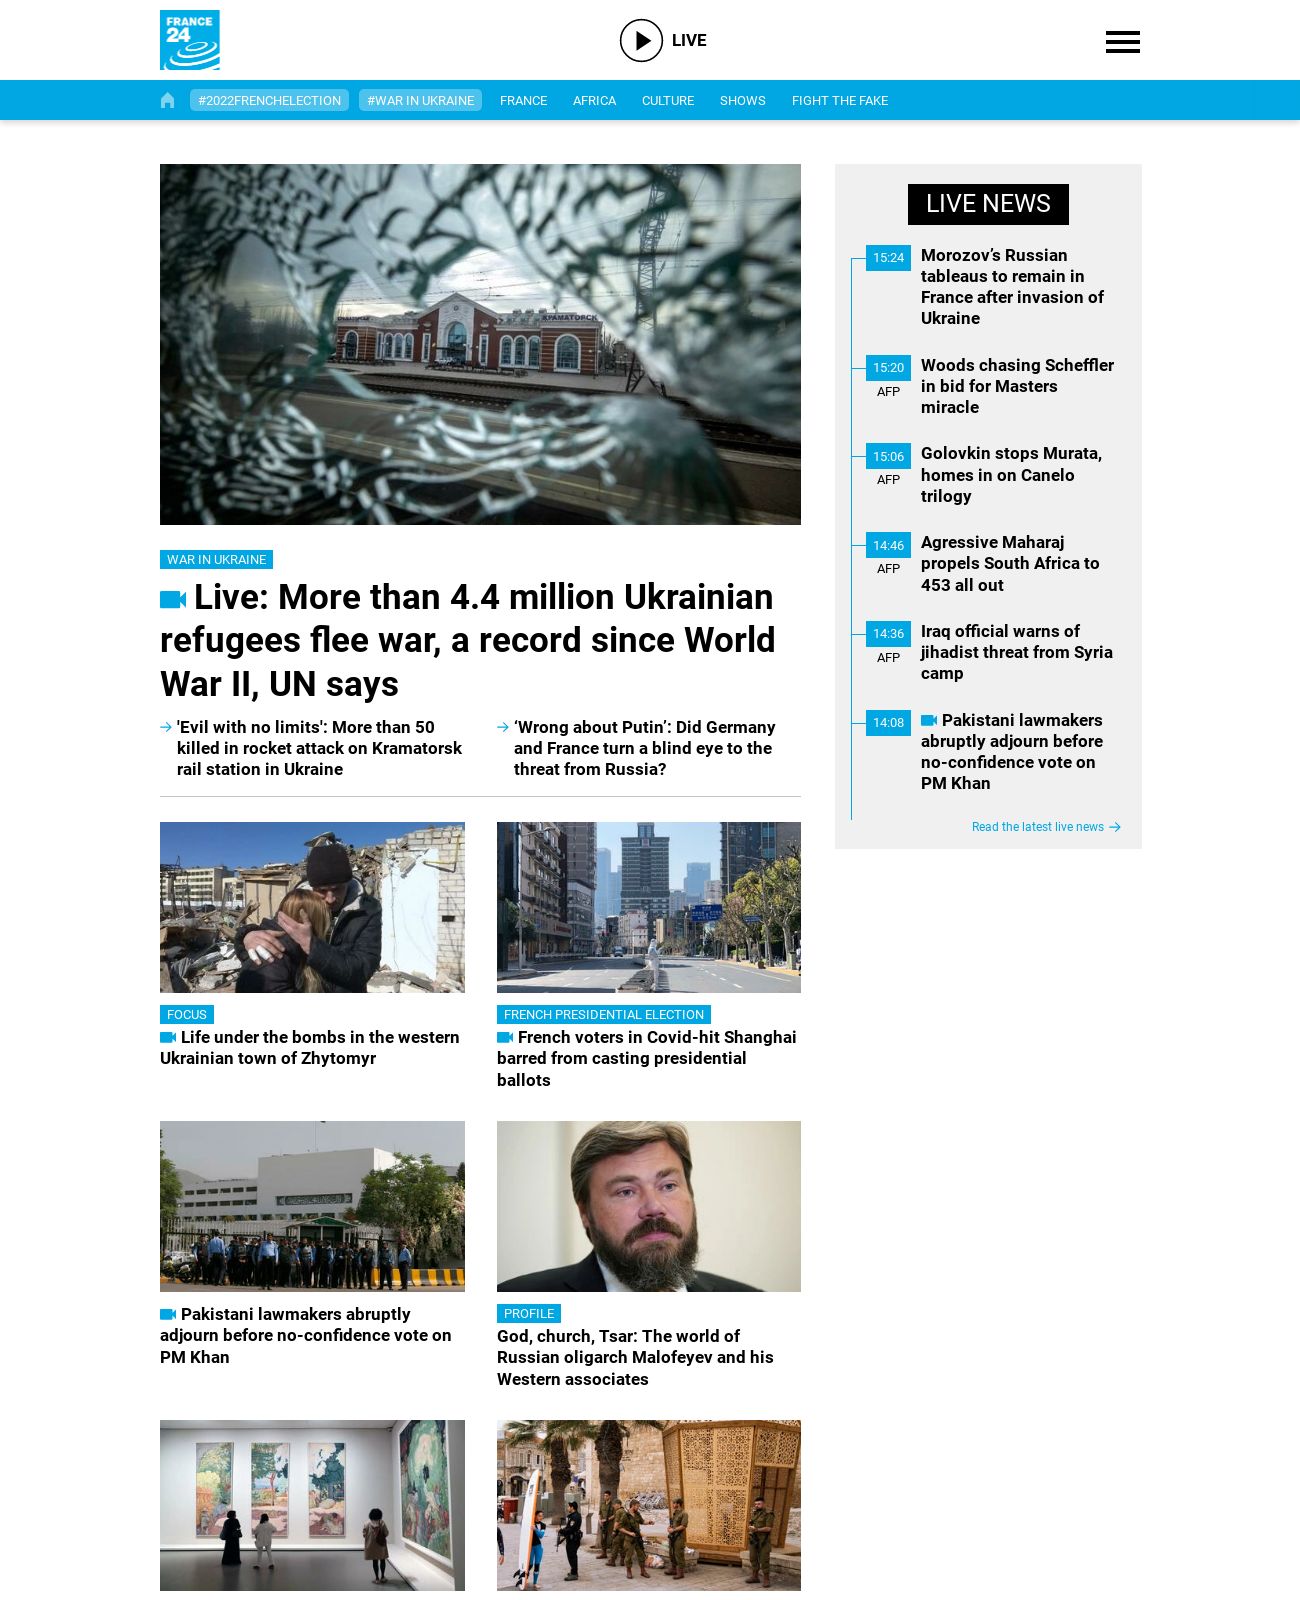 FRANCE
24
LIVE
#2022FRENCHELECTION
#WAR IN UKRAINE
FRANCE
AFRICA
CULTURE
SHOWS
FIGHT THE FAKE
КРАМАТОРСК
WAR IN UKRAINE
Live: More than 4.4 million Ukrainian
refugees flee war, a record since World
War II, UN says
'Evil with no limits': More than 50
killed in rocket attack on Kramatorsk
rail station in Ukraine
‘Wrong about Putin’: Did Germany
and France turn a blind eye to the
threat from Russia?
FOCUS
Life under the bombs in the western
Ukrainian town of Zhytomyr
FRENCH PRESIDENTIAL ELECTION
French voters in Covid-hit Shanghai
barred from casting presidential
ballots
Pakistani lawmakers abruptly
adjourn before no-confidence vote on
PM Khan
PROFILE
God, church, Tsar: The world of
Russian oligarch Malofeyev and his
Western associates
LIVE NEWS
15:24
Morozov’s Russian
tableaus to remain in
France after invasion of
Ukraine
15:20
AFP
Woods chasing Scheffler
in bid for Masters
miracle
15:06
AFP
Golovkin stops Murata,
homes in on Canelo
trilogy
14:46
AFP
Agressive Maharaj
propels South Africa to
453 all out
14:36
AFP
Iraq official warns of
jihadist threat from Syria
camp
14:08
Pakistani lawmakers
abruptly adjourn before
no-confidence vote on
PM Khan
Read the latest live news